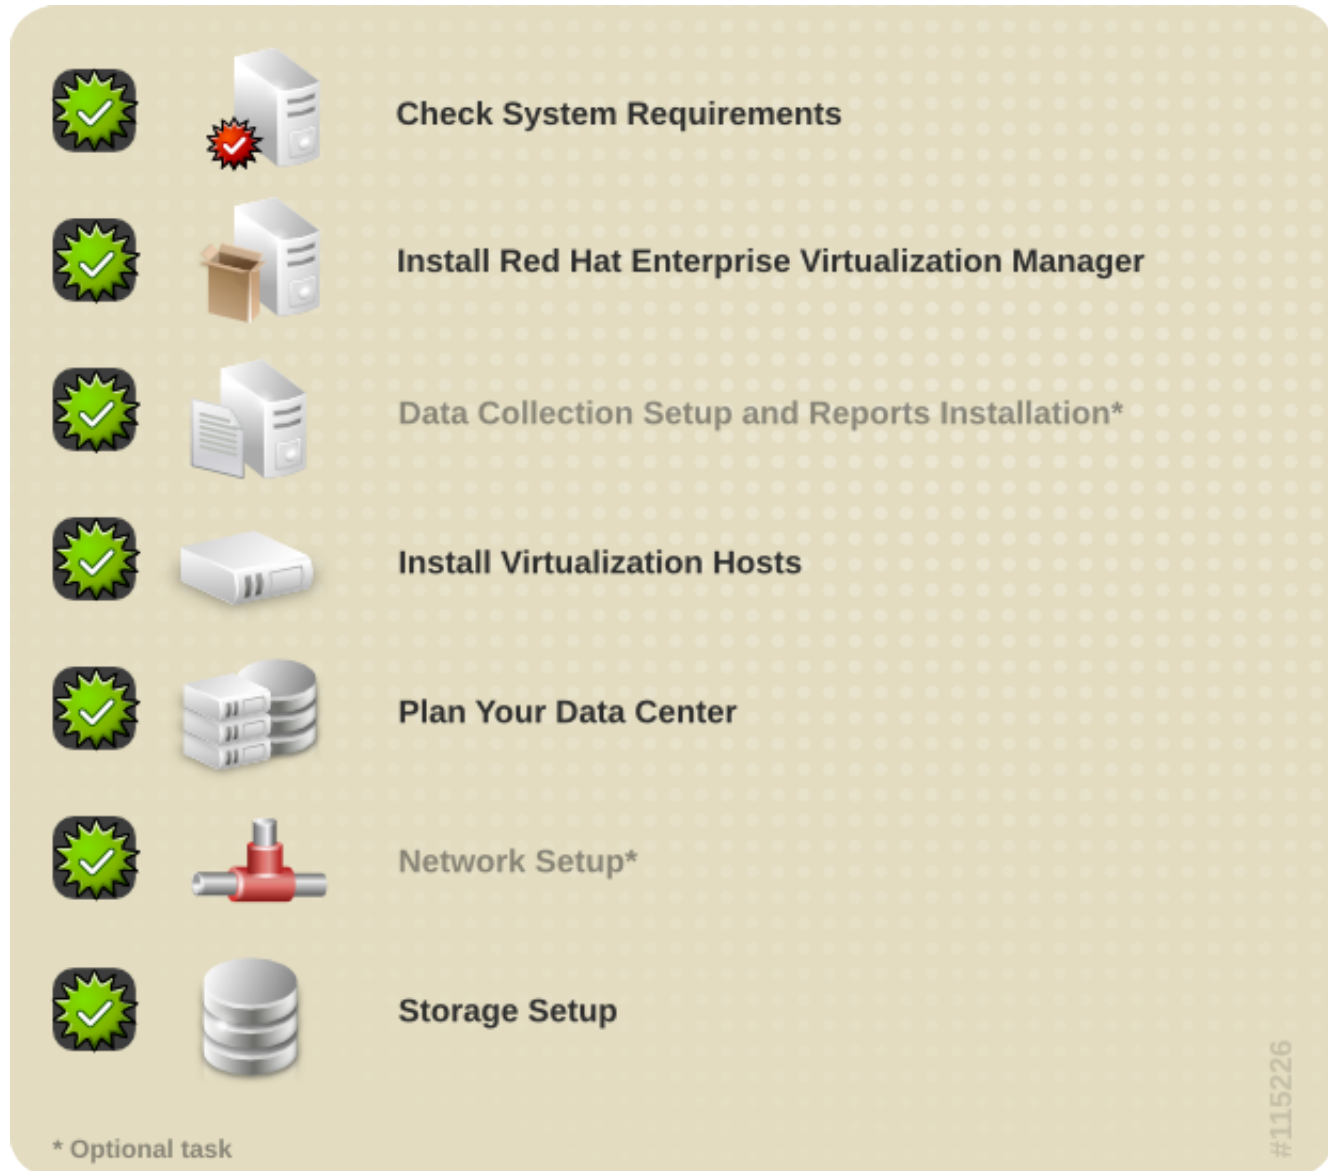 Check System Requirements
Install Red Hat Enterprise Virtualization Manager
Data Collection Setup and Reports Installation*
Install Virtualization Hosts
Plan Your Data Center
Network Setup*
Storage Setup
* Optional task
#115226